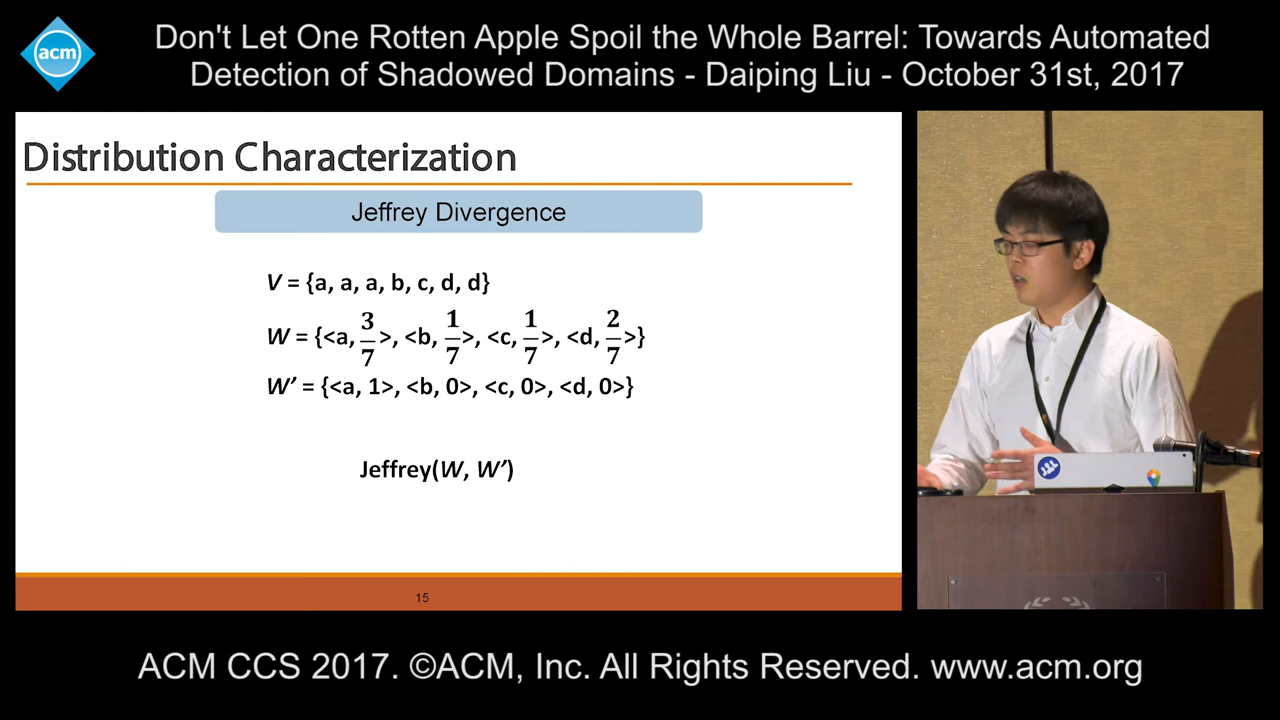 acm
Don't Let One Rotten Apple Spoil the Whole Barrel: Towards Automated
Detection of Shadowed Domains - Daiping Liu - October 31st, 2017
Distribution Characterization
Jeffrey Divergence
V = {a, a, a, b, c, d, d}
W = {<a, 3/7>, <b, 1/7>, <c, 1/7>, <d, 2/7>}
W’ = {<a, 1>, <b, 0>, <c, 0>, <d, 0>}
Jeffrey(W, W’)
15
ACM CCS 2017. ©ACM, Inc. All Rights Reserved. www.acm.org